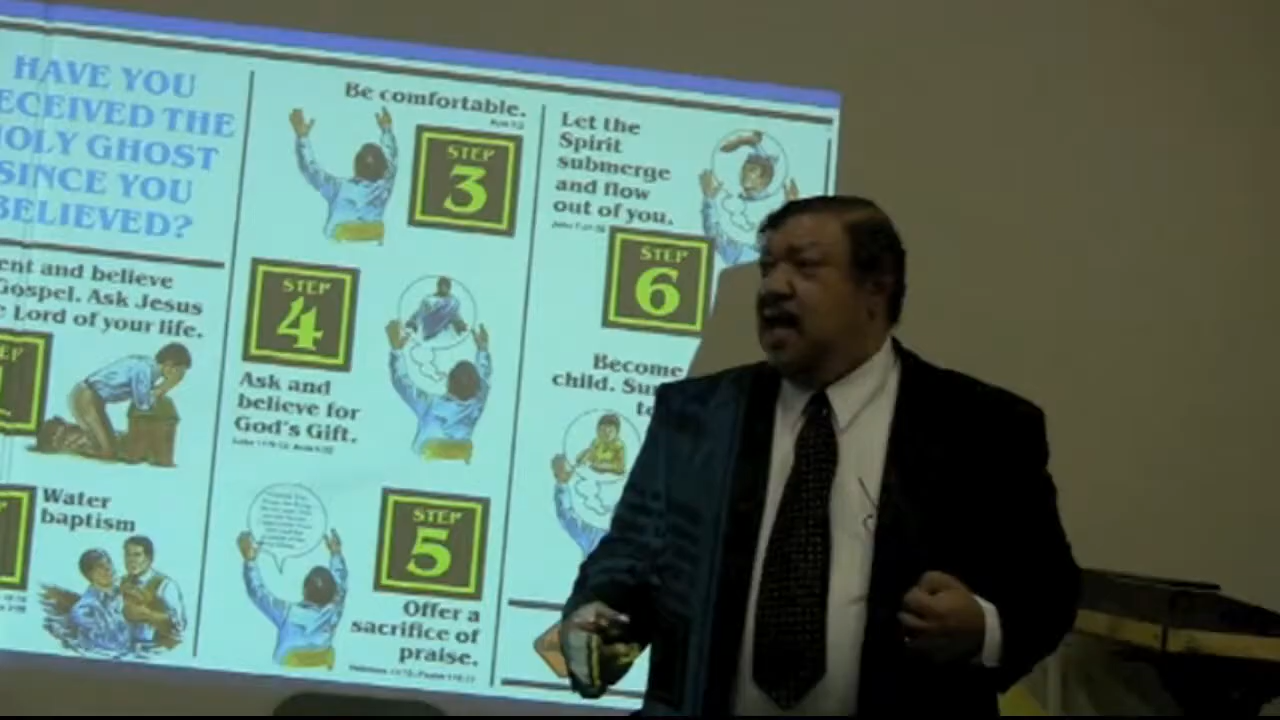 HAVE YOU
ECEIVED THE
OLY GHOST
SINCE YOU
BELIEVED?
ent and believe
Gospel. Ask Jesus
Lord of your life.
Water
baptism
Be comfortable.
STEP
3
STEP
4
Ask and
believe for
God's Gift.
STEP
5
Offer a
sacrifice of
praise.
Let the
Spirit
submerge
and flow
out of you.
STEP
6
Become
child.